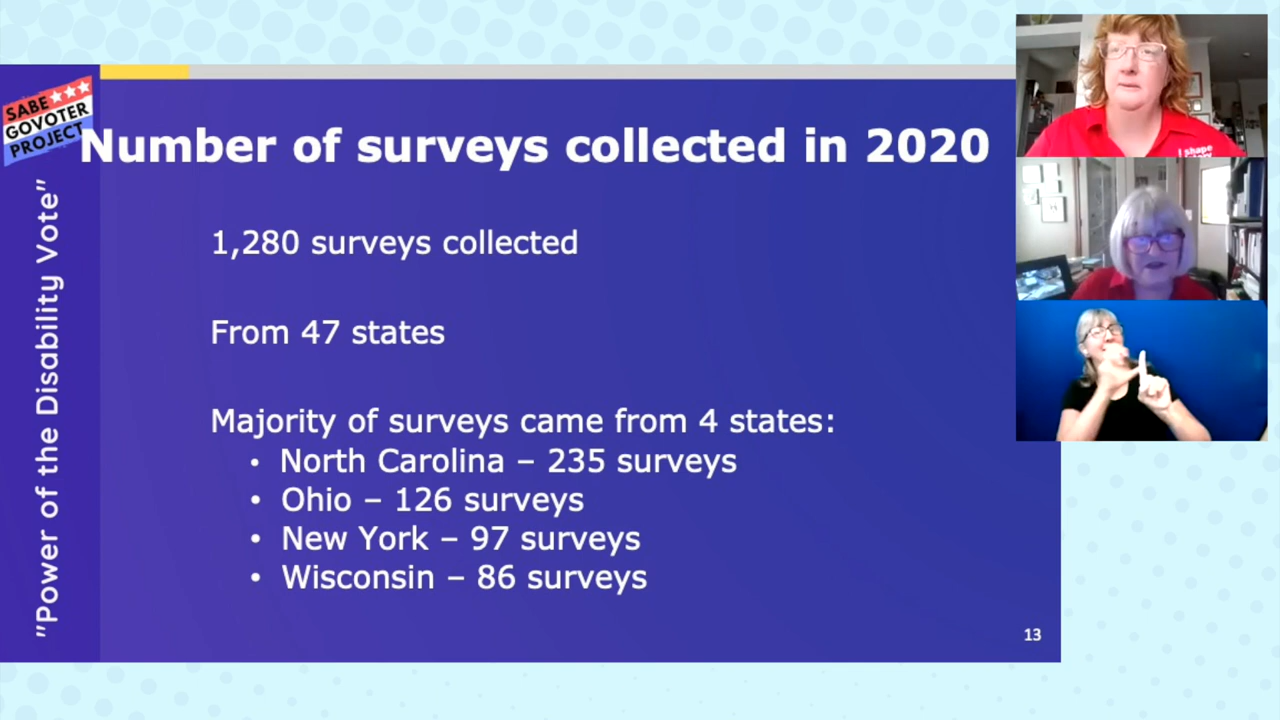 SABE
GOVOTER
PROJECT
"Power of the Disability Vote"
Number of surveys collected in 2020
1,280 surveys collected
From 47 states
Majority of surveys came from 4 states:
• North Carolina – 235 surveys
• Ohio – 126 surveys
• New York – 97 surveys
• Wisconsin – 86 surveys
13
I shape